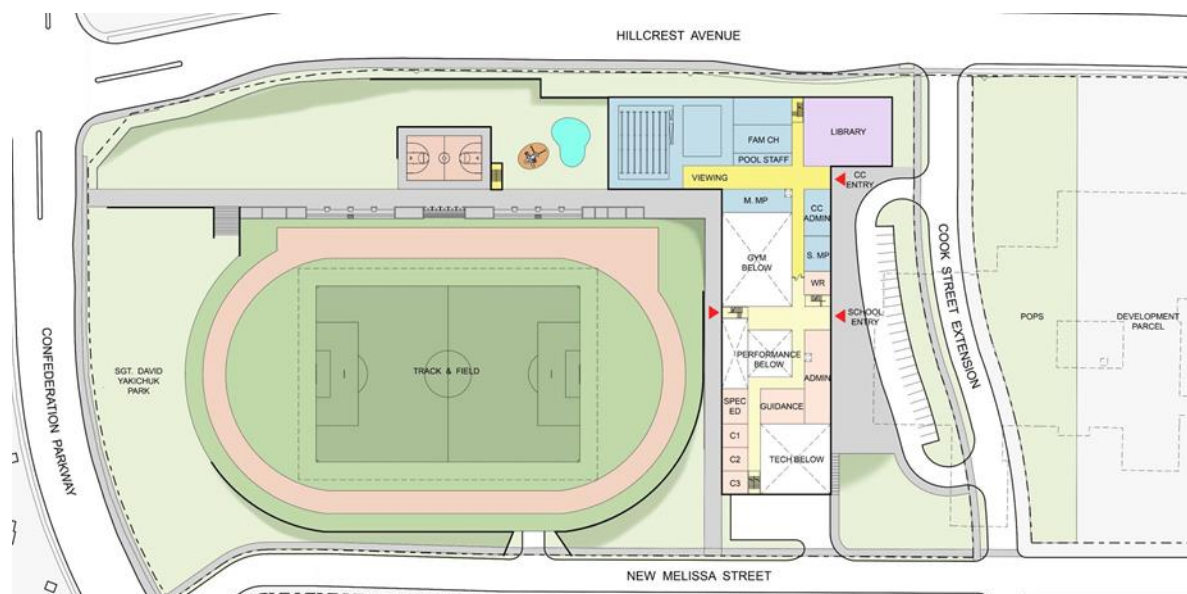 HILLCREST AVENUE
LIBRARY
FAM CH
POOL STAFF
VIEWING
CC
ENTRY
M. MP
CC
ADMIN
GYM
BELOW
S. MP
WR
SCHOOL
ENTRY
PERFORMANCE
BELOW
ADMIN
SPEC
ED
GUIDANCE
C1
C2
C3
TECH BELOW
TRACK & FIELD
SGT. DAVID
YAKICHUK
PARK
CONFEDERATION PARKWAY
COOK STREET EXTENSION
POPS
DEVELOPMENT
PARCEL
NEW MELISSA STREET